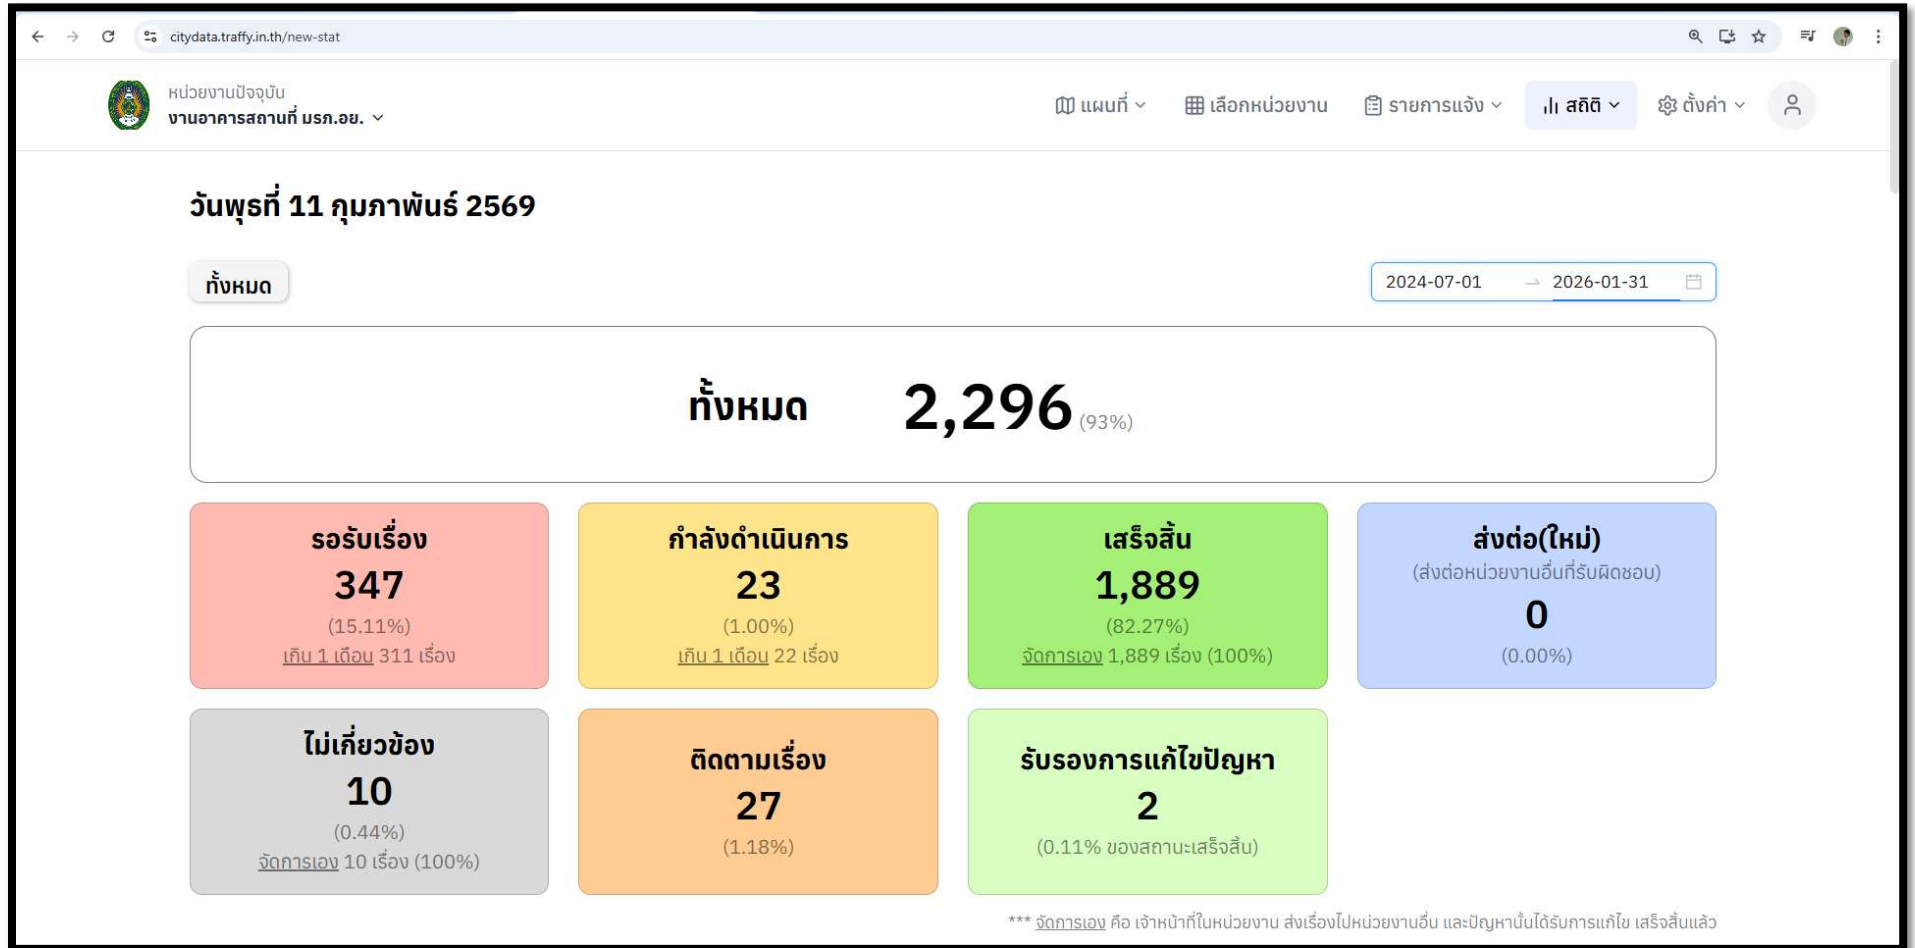 citydata.traffy.in.th/new-stat
หน่วยงานปัจจุบัน
งานอาคารสถานที่ มรภ.อย.
แผนที่
เลือกหน่วยงาน
รายการแจ้ง
สถิติ
ตั้งค่า
วันพุธที่ 11 กุมภาพันธ์ 2569
ทั้งหมด
2024-07-01 → 2026-01-31
ทั้งหมด 2,296 (93%)
รอรับเรื่อง
347
(15.11%)
เกิน 1 เดือน 311 เรื่อง
กำลังดำเนินการ
23
(1.00%)
เกิน 1 เดือน 22 เรื่อง
เสร็จสิ้น
1,889
(82.27%)
จัดการเอง 1,889 เรื่อง (100%)
ส่งต่อ(ใหม่)
(ส่งต่อหน่วยงานอื่นที่รับผิดชอบ)
0
(0.00%)
ไม่เกี่ยวข้อง
10
(0.44%)
จัดการเอง 10 เรื่อง (100%)
ติดตามเรื่อง
27
(1.18%)
รับรองการแก้ไขปัญหา
2
(0.11% ของสถานะเสร็จสิ้น)
*** จัดการเอง คือ เจ้าหน้าที่ในหน่วยงาน ส่งเรื่องไปหน่วยงานอื่น และปัญหานั้นได้รับการแก้ไข เสร็จสิ้นแล้ว